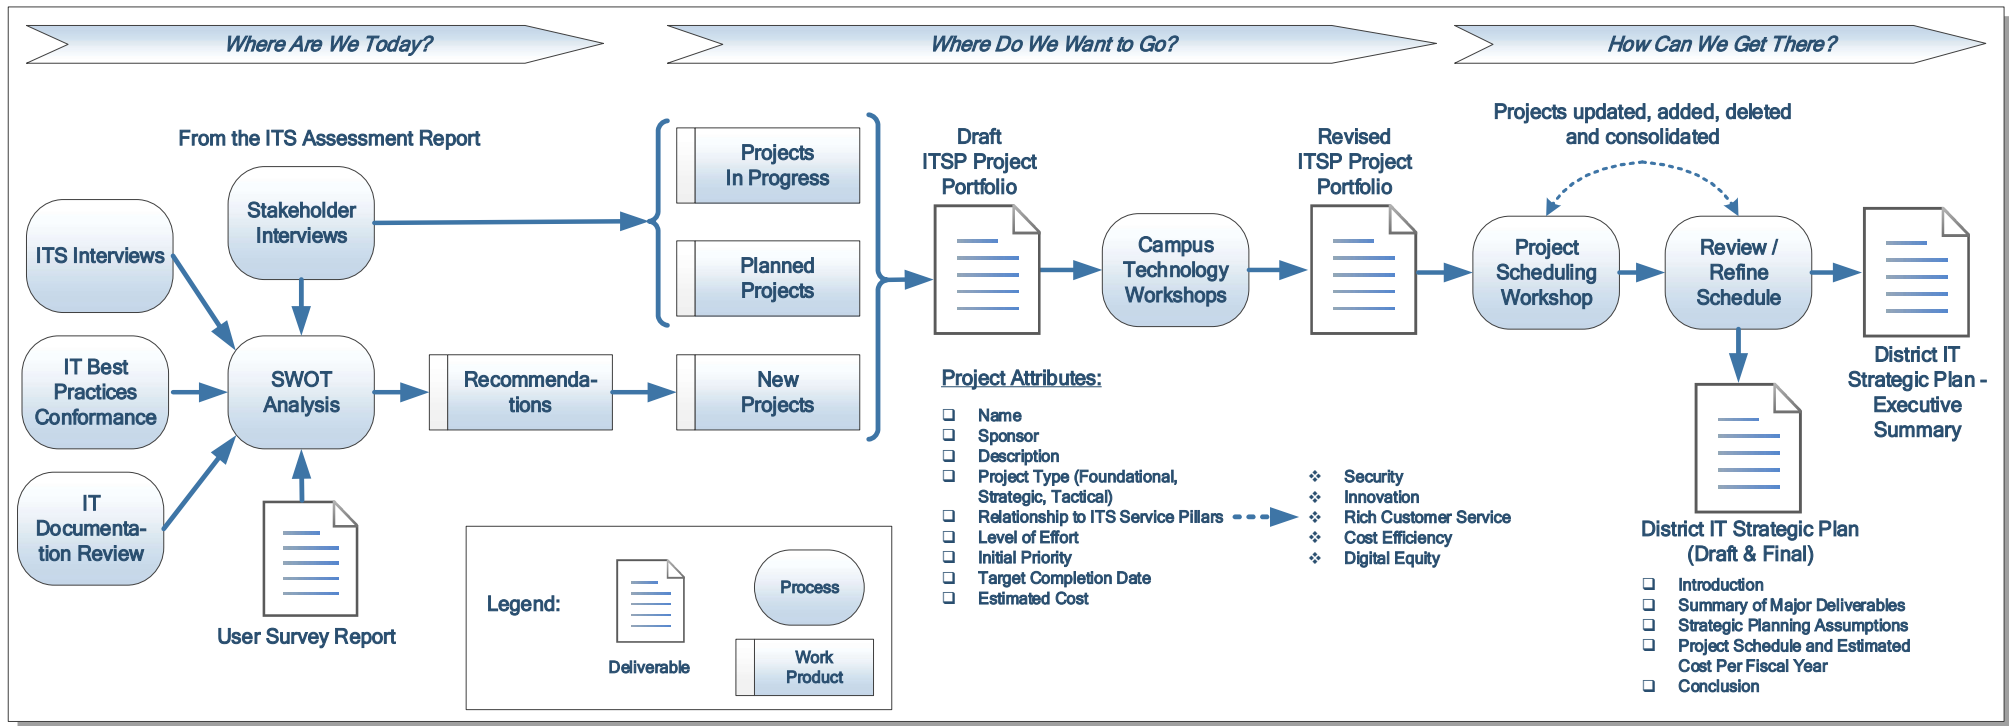 Where Are We Today?
Where Do We Want to Go?
How Can We Get There?
From the ITS Assessment Report
ITS Interviews
Stakeholder
Interviews
IT Best
Practices
Conformance
SWOT
Analysis
IT
Documenta-
tion Review
User Survey Report
Recommenda-
tions
Projects
In Progress
Planned
Projects
New
Projects
Legend:
Deliverable
Process
Work
Product
Draft
ITSP Project
Portfolio
Campus
Technology
Workshops
Revised
ITSP Project
Portfolio
Project Attributes:
Name
Sponsor
Description
Project Type (Foundational,
Strategic, Tactical)
Relationship to ITS Service Pillars
Level of Effort
Initial Priority
Target Completion Date
Estimated Cost
Security
Innovation
Rich Customer Service
Cost Efficiency
Digital Equity
Projects updated, added, deleted
and consolidated
Project
Scheduling
Workshop
Review /
Refine
Schedule
District IT
Strategic Plan -
Executive
Summary
District IT Strategic Plan
(Draft & Final)
Introduction
Summary of Major Deliverables
Strategic Planning Assumptions
Project Schedule and Estimated
Cost Per Fiscal Year
Conclusion